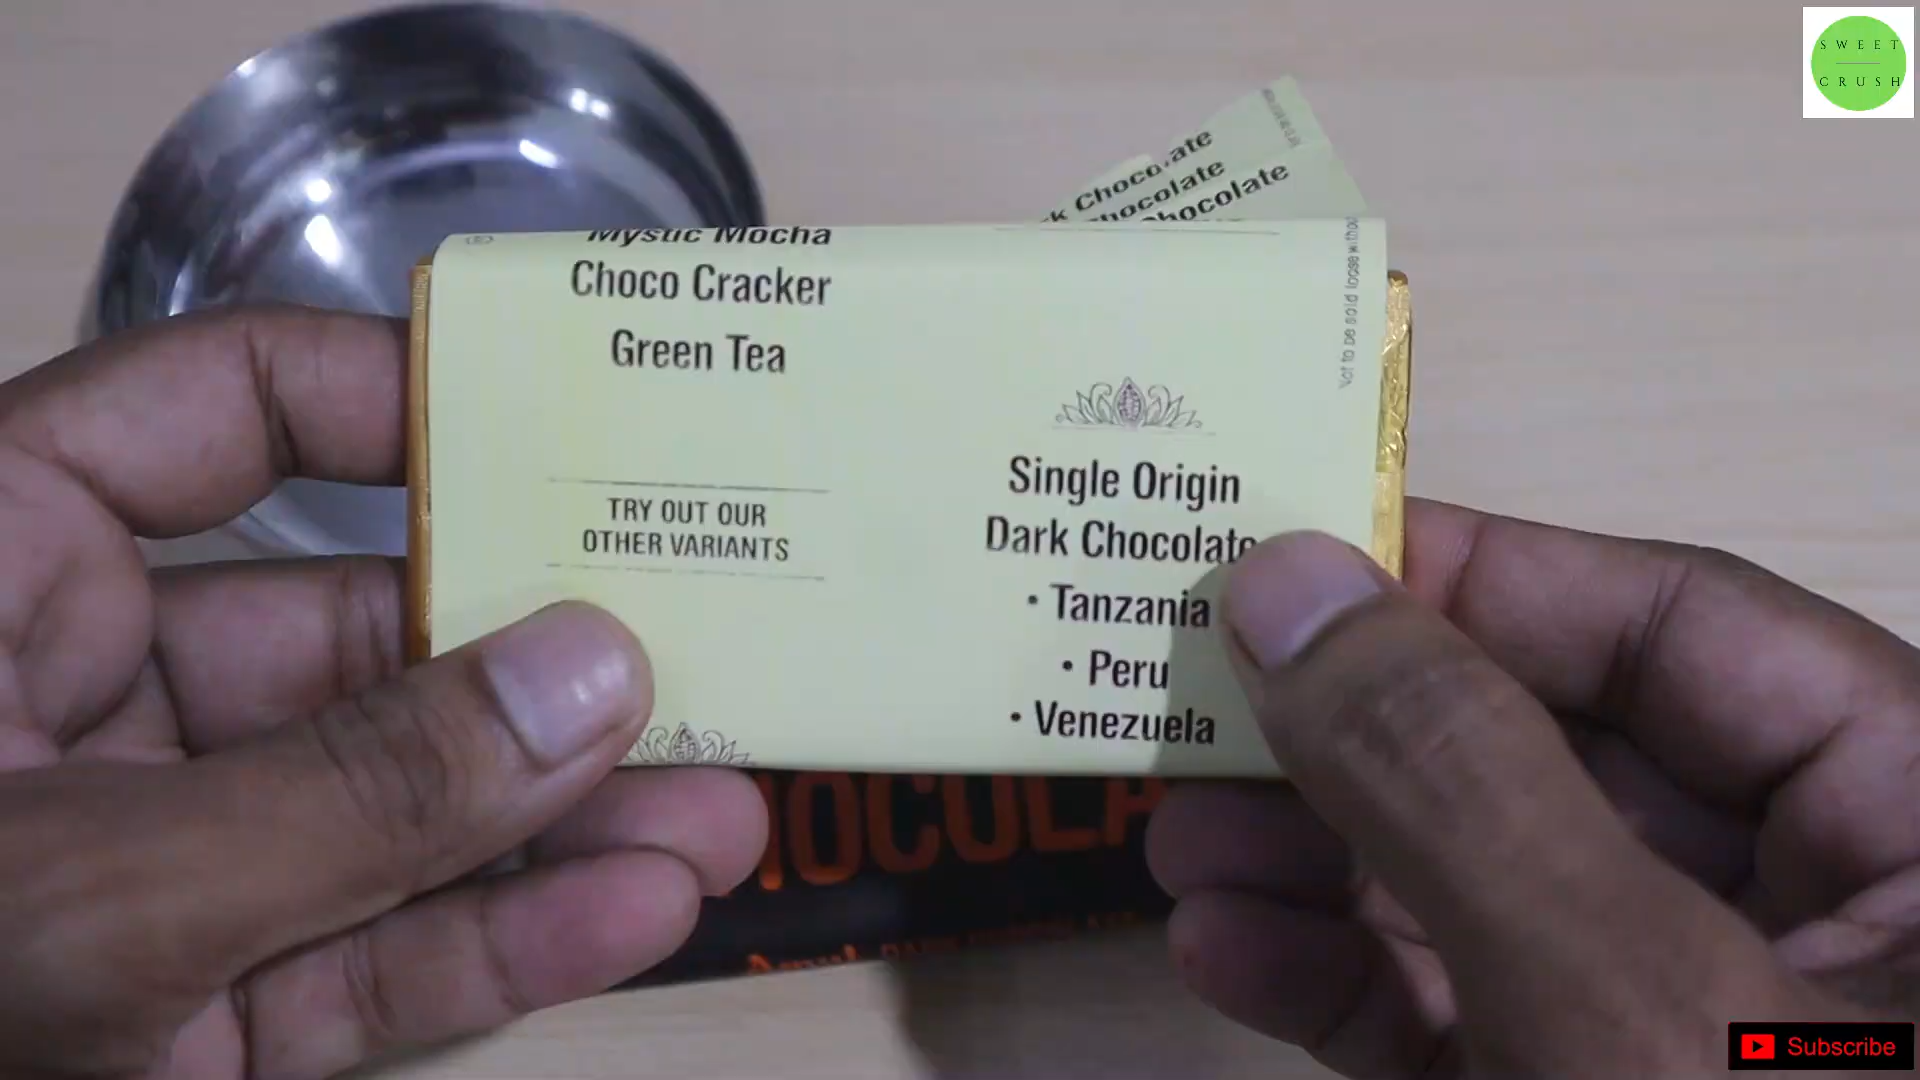 SWEET
CRUSH
Chocolate
Chocolate
Chocolate
Mystic Mocha
Choco Cracker
Green Tea
Not to be sold loose
TRY OUT OUR
OTHER VARIANTS
Single Origin
Dark Chocolate
• Tanzania
• Peru
• Venezuela
Subscribe